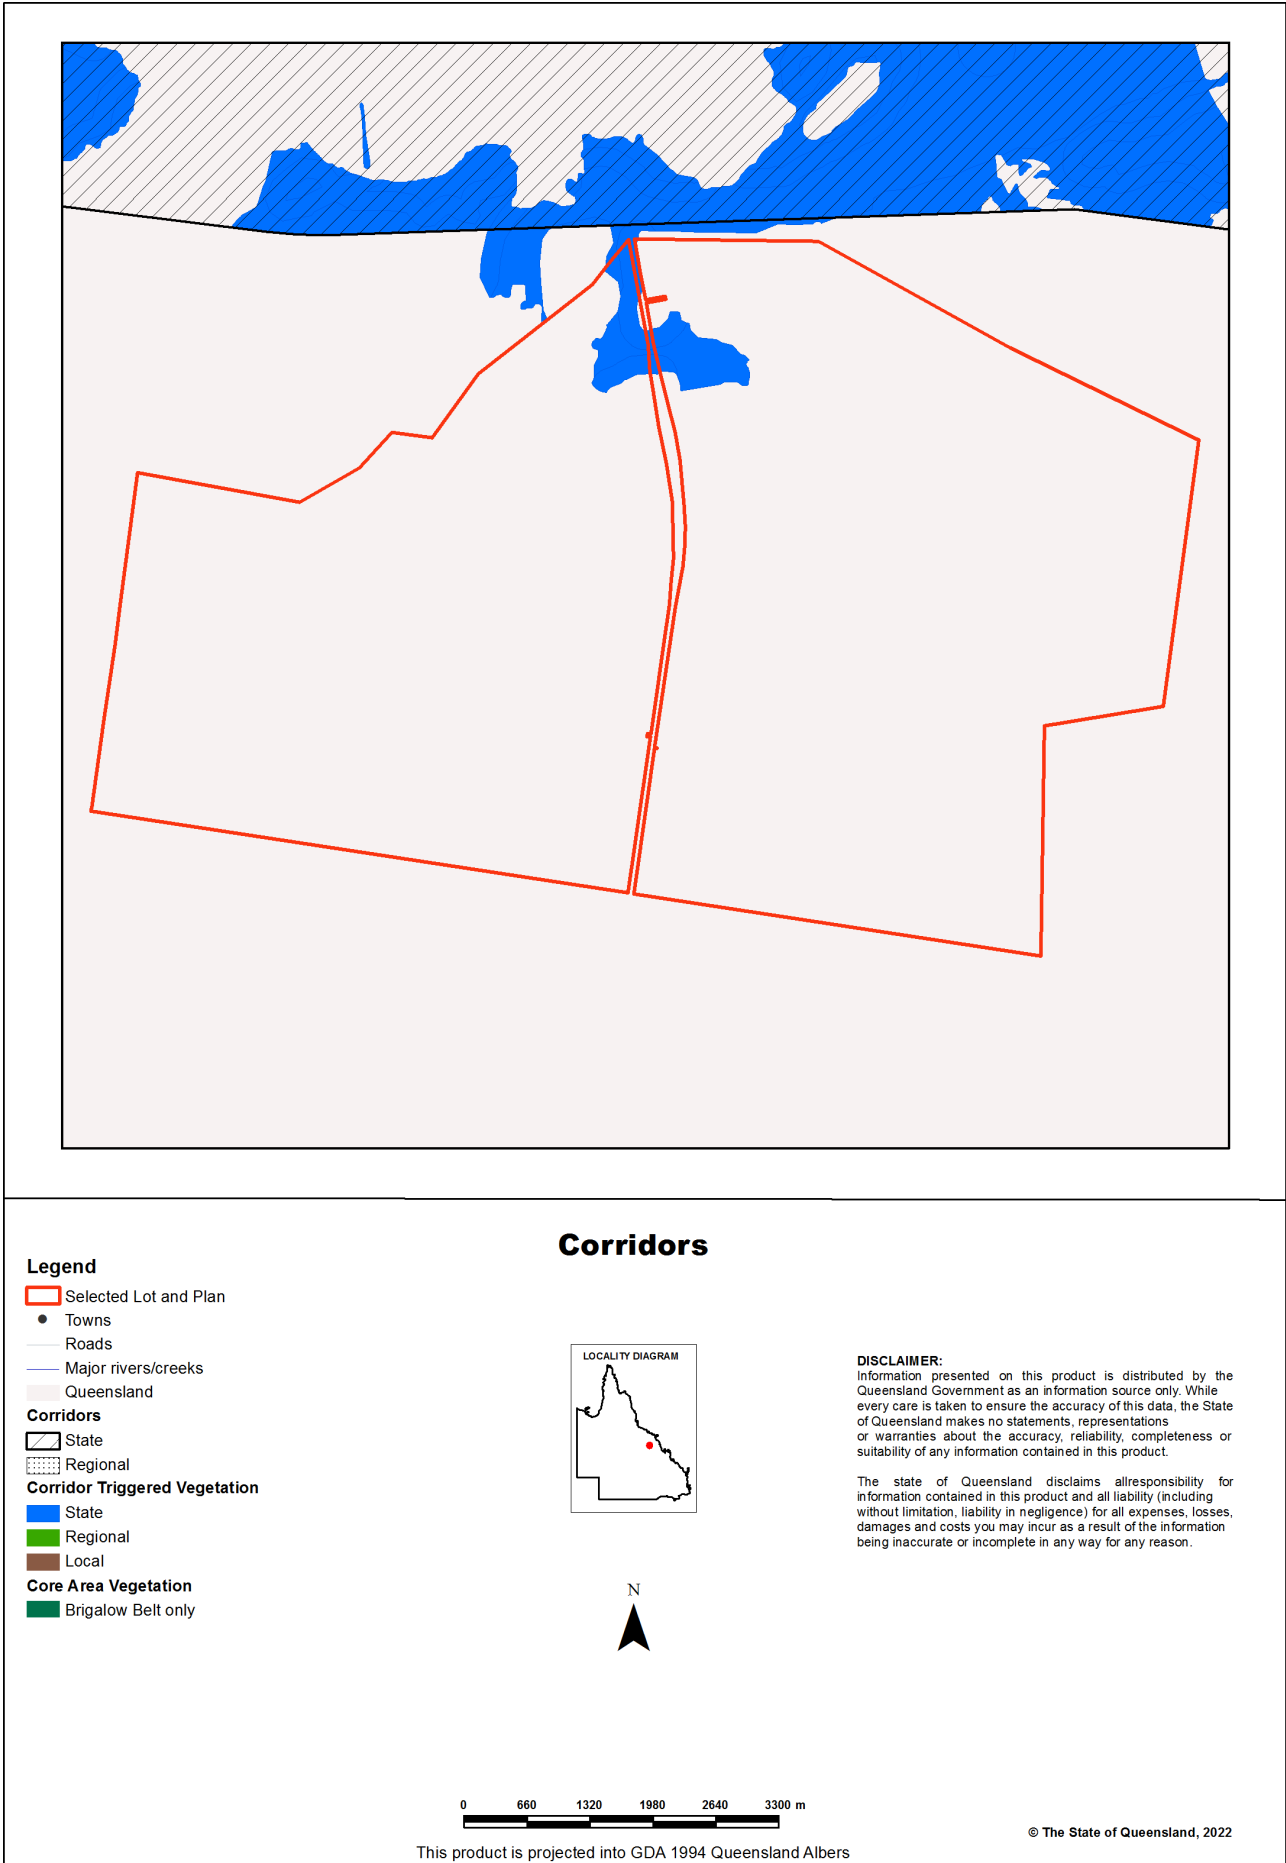 Corridors
Legend
Selected Lot and Plan
Towns
Roads
Major rivers/creeks
Queensland
Corridors
State
Regional
Corridor Triggered Vegetation
State
Regional
Local
Core Area Vegetation
Brigalow Belt only
LOCALITY DIAGRAM
N
DISCLAIMER:
Information presented on this product is distributed by the
Queensland Government as an information source only. While
every care is taken to ensure the accuracy of this data, the State
of Queensland makes no statements, representations
or warranties about the accuracy, reliability, completeness or
suitability of any information contained in this product.
The state of Queensland disclaims allresponsibility for
information contained in this product and all liability (including
without limitation, liability in negligence) for all expenses, losses,
damages and costs you may incur as a result of the information
being inaccurate or incomplete in any way for any reason.
0 660 1320 1980 2640 3300 m
This product is projected into GDA 1994 Queensland Albers
© The State of Queensland, 2022